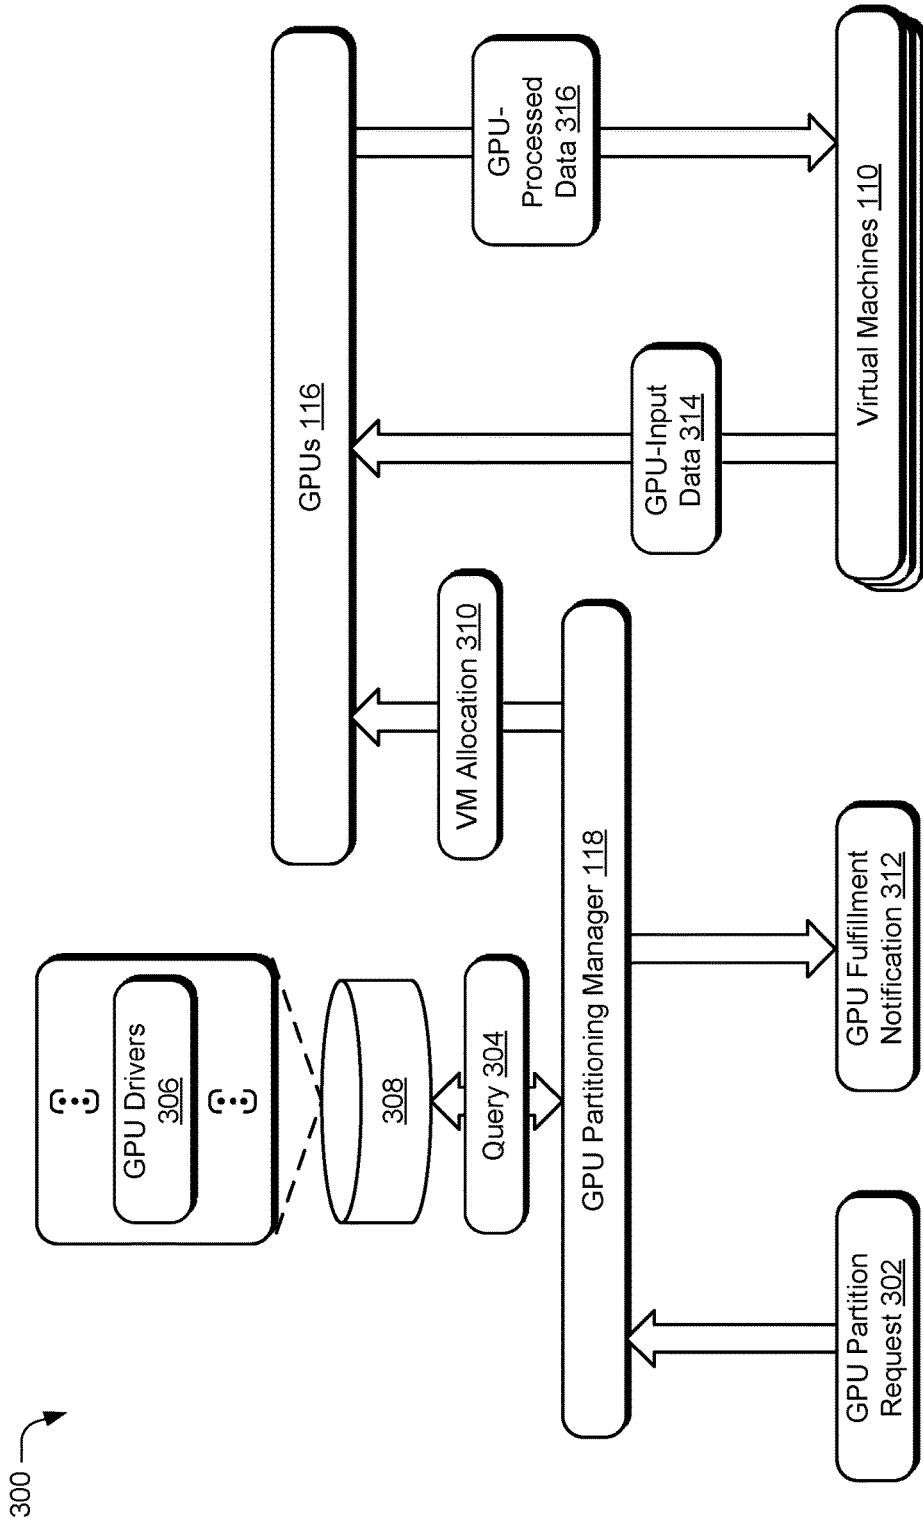 300
GPU Drivers
306
308
Query 304
GPU Partitioning Manager 118
GPU Partition
Request 302
GPU Fulfillment
Notification 312
VM Allocation 310
GPUs 116
GPU-Input
Data 314
GPU-
Processed
Data 316
Virtual Machines 110